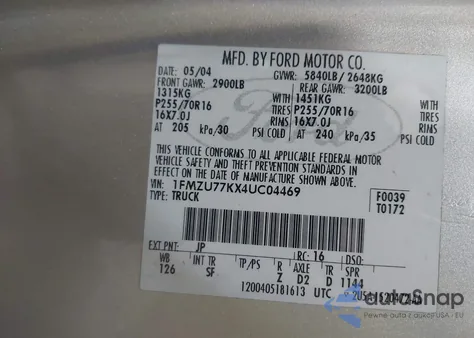 MFD. BY FORD MOTOR CO.
DATE: 05/04 GVWR: 5840LB/ 2648KG
FRONT GAWR: 2900LB REAR GAWR: 3200LB
1315KG WITH 1451KG WITH
P255/70R16 TIRES P255/70R16 TIRES
16X7.0J RIMS 16X7.0J RIMS
AT 205 kPa/30 PSI COLD AT 240 kPa/35 PSI COLD
THIS VEHICLE CONFORMS TO ALL APPLICABLE FEDERAL MOTOR
VEHICLE SAFETY AND THEFT PREVENTION STANDARDS IN
EFFECT ON THE DATE OF MANUFACTURE SHOWN ABOVE.
VIN: 1FMZU77KX4UC04469 F0039
TYPE: TRUCK T0172
EXT PNT: JP RC: 16 DSO:
WB INT TR TP/PS R AXLE TR SPR
126 SF Z D2 D 1144
1200405181613 UTC
autoSnap